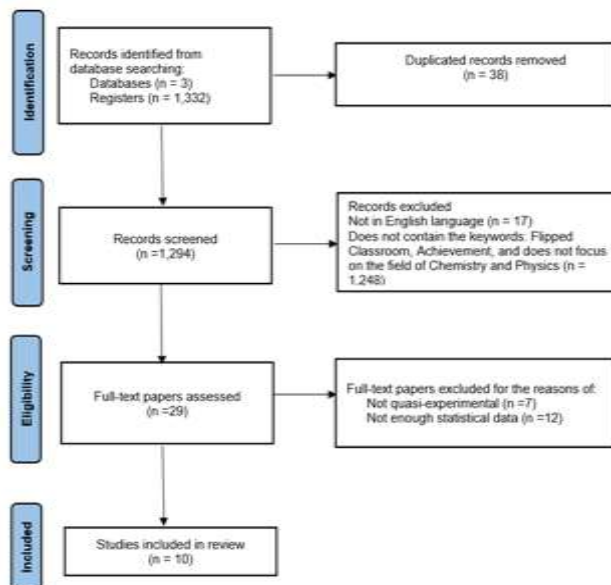 Identification
Records identified from
database searching:
Databases (n = 3)
Registers (n = 1,332)
Duplicated records removed
(n = 38)
Screening
Records screened
(n =1,294)
Records excluded
Not in English language (n = 17)
Does not contain the keywords: Flipped
Classroom, Achievement, and does not focus
on the field of Chemistry and Physics (n =
1,248)
Eligibility
Full-text papers assessed
(n =29)
Full-text papers excluded for the reasons of:
Not quasi-experimental (n =7)
Not enough statistical data (n =12)
Included
Studies included in review
(n = 10)